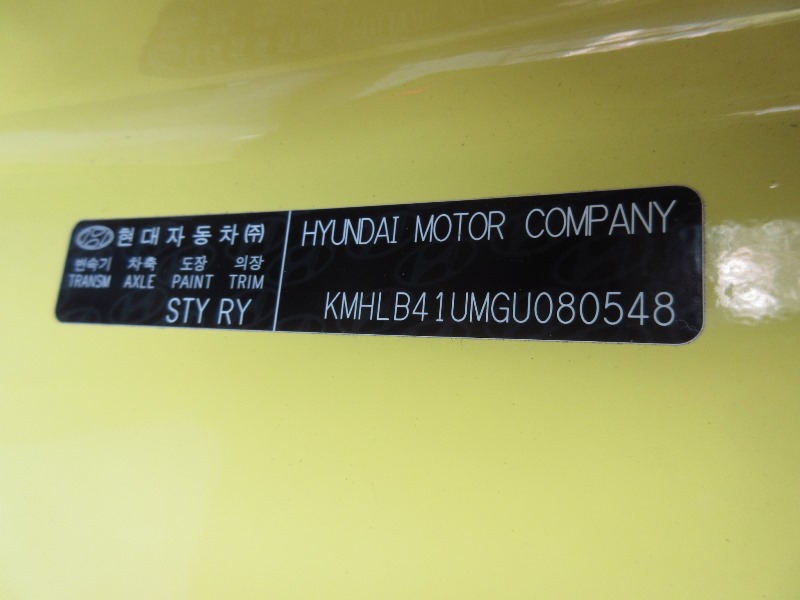 현대자동차㈜
변속기 차축 도장 의장
TRANSM AXLE PAINT TRIM
STY RY
HYUNDAI MOTOR COMPANY
KMHLB41UMGU080548